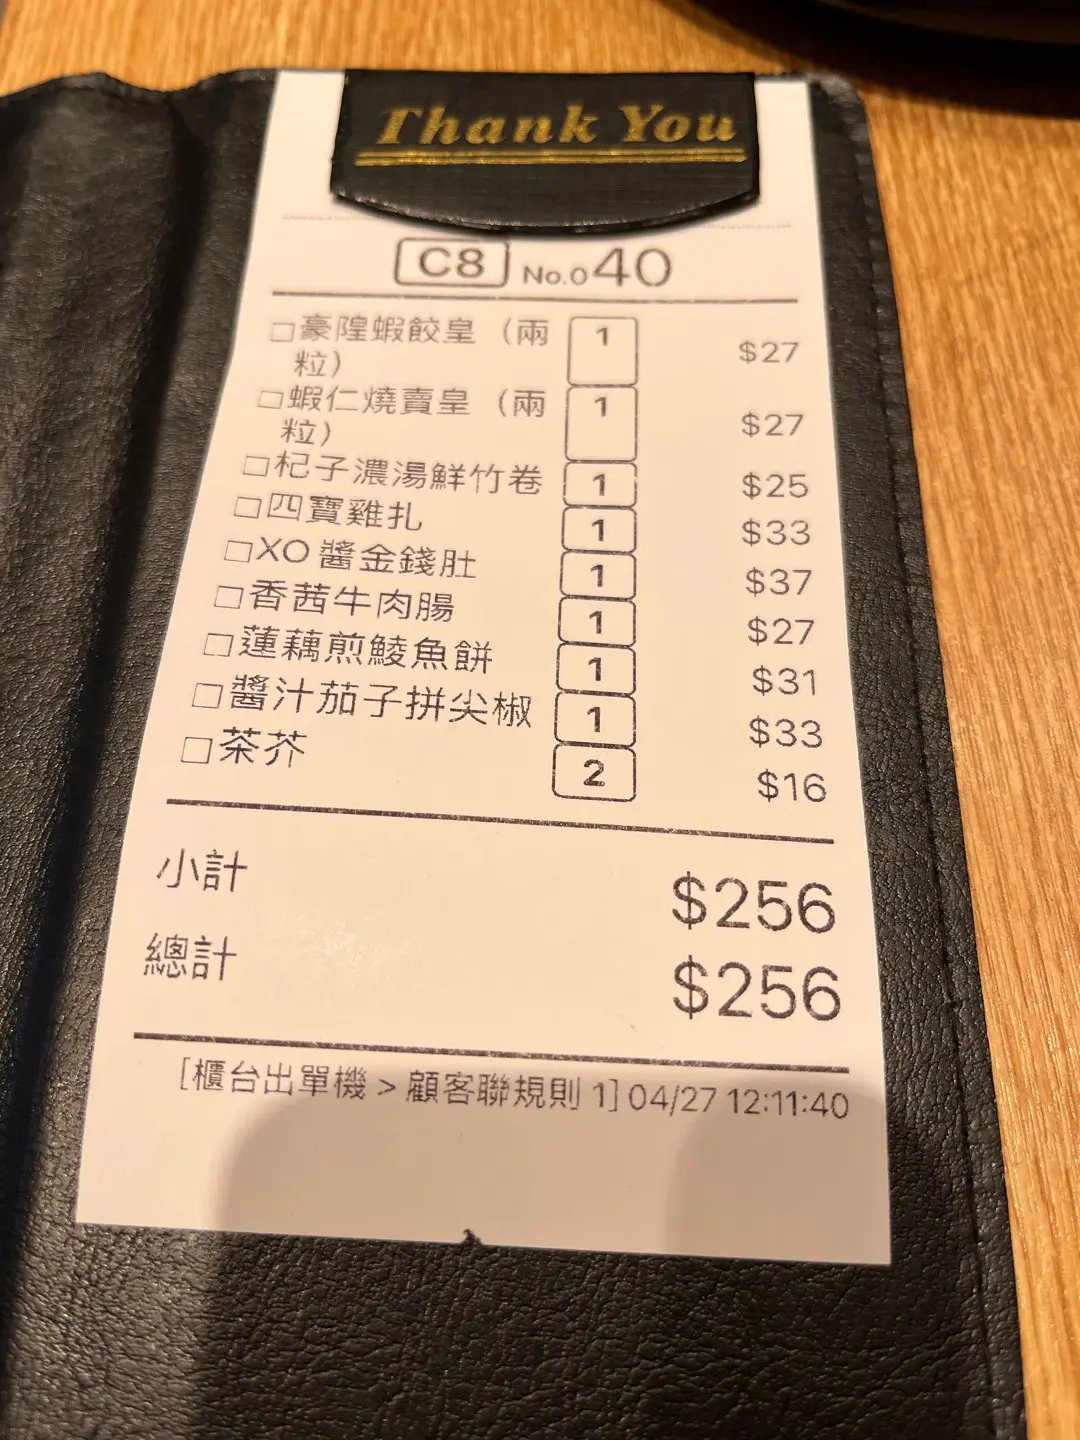 Thank You
C8 No.040
□豪隍蝦餃皇（兩 1 $27
粒）
□蝦仁燒賣皇（兩 1 $27
粒）
□杞子濃湯鮮竹卷 1 $25
□四寶雞扎 1 $33
□XO 醬金錢肚 1 $37
□香茜牛肉腸 1 $27
□蓮藕煎鯪魚餅 1 $31
□醬汁茄子拼尖椒 1 $33
□茶芥 2 $16
小計 $256
總計 $256
[櫃台出單機 > 顧客聯規則 1] 04/27 12:11:40